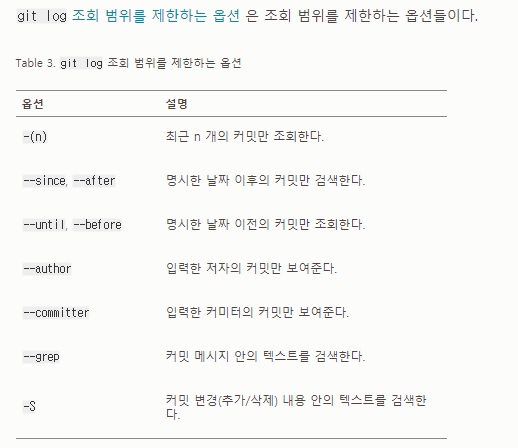 git log 조회 범위를 제한하는 옵션 은 조회 범위를 제한하는 옵션들이다.
Table 3. git log 조회 범위를 제한하는 옵션
옵션 설명
-(n) 최근 n 개의 커밋만 조회한다.
--since, --after 명시한 날짜 이후의 커밋만 검색한다.
--until, --before 명시한 날짜 이전의 커밋만 조회한다.
--author 입력한 저자의 커밋만 보여준다.
--committer 입력한 커미터의 커밋만 보여준다.
--grep 커밋 메시지 안의 텍스트를 검색한다.
-S 커밋 변경(추가/삭제) 내용 안의 텍스트를 검색한
다.